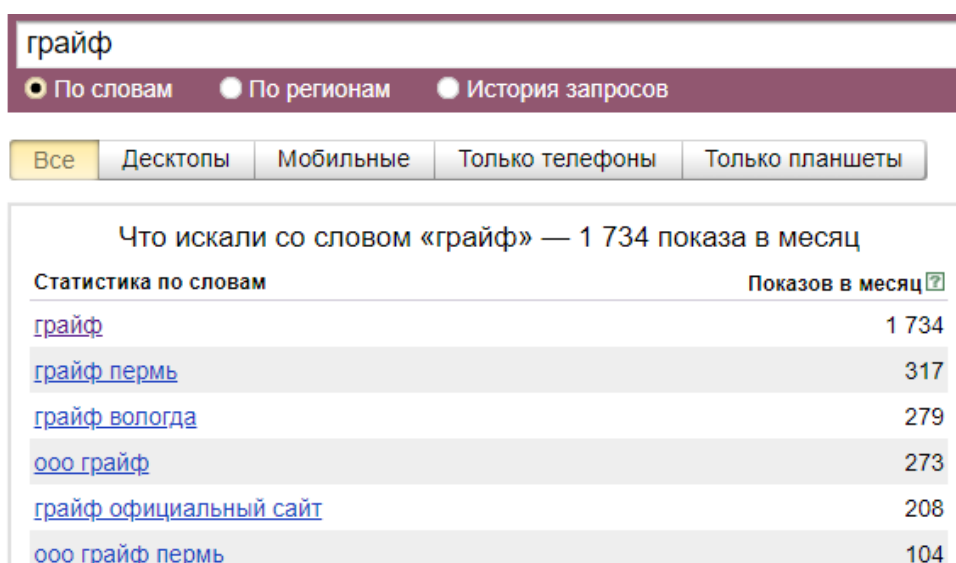 грайф
По словам По регионам История запросов
Все Десктопы Мобильные Только телефоны Только планшеты
Что искали со словом «грайф» — 1 734 показа в месяц
Статистика по словам Показов в месяц ?
грайф 1 734
грайф пермь 317
грайф вологда 279
ооо грайф 273
грайф официальный сайт 208
ооо грайф пермь 104